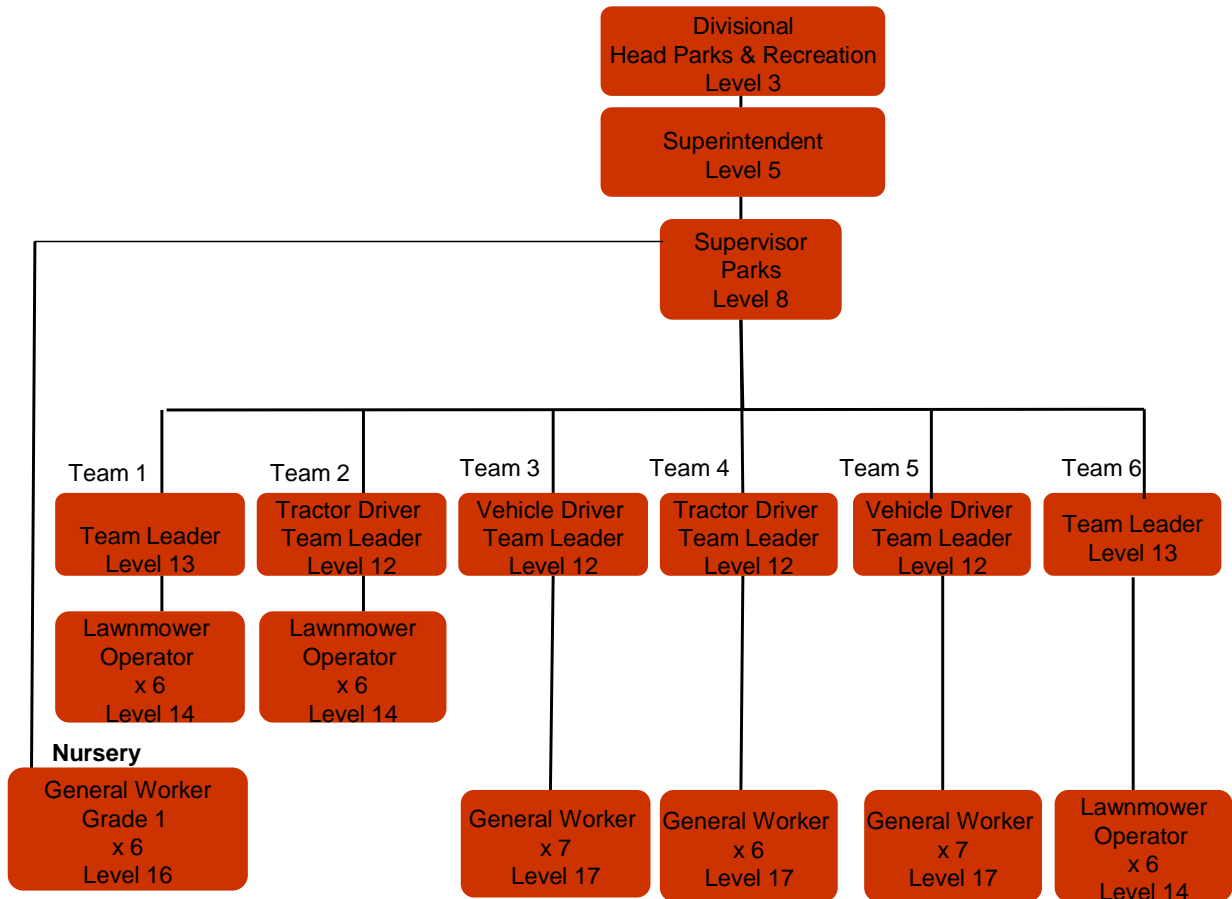 Divisional
Head Parks & Recreation
Level 3
Superintendent
Level 5
Supervisor
Parks
Level 8
Team 1
Team 2
Team 3
Team 4
Team 5
Team 6
Team Leader
Level 13
Tractor Driver
Team Leader
Level 12
Vehicle Driver
Team Leader
Level 12
Tractor Driver
Team Leader
Level 12
Vehicle Driver
Team Leader
Level 12
Team Leader
Level 13
Lawnmower
Operator
x 6
Level 14
Lawnmower
Operator
x 6
Level 14
Nursery
General Worker
Grade 1
x 6
Level 16
General Worker
x 7
Level 17
General Worker
x 6
Level 17
General Worker
x 7
Level 17
Lawnmower
Operator
x 6
Level 14